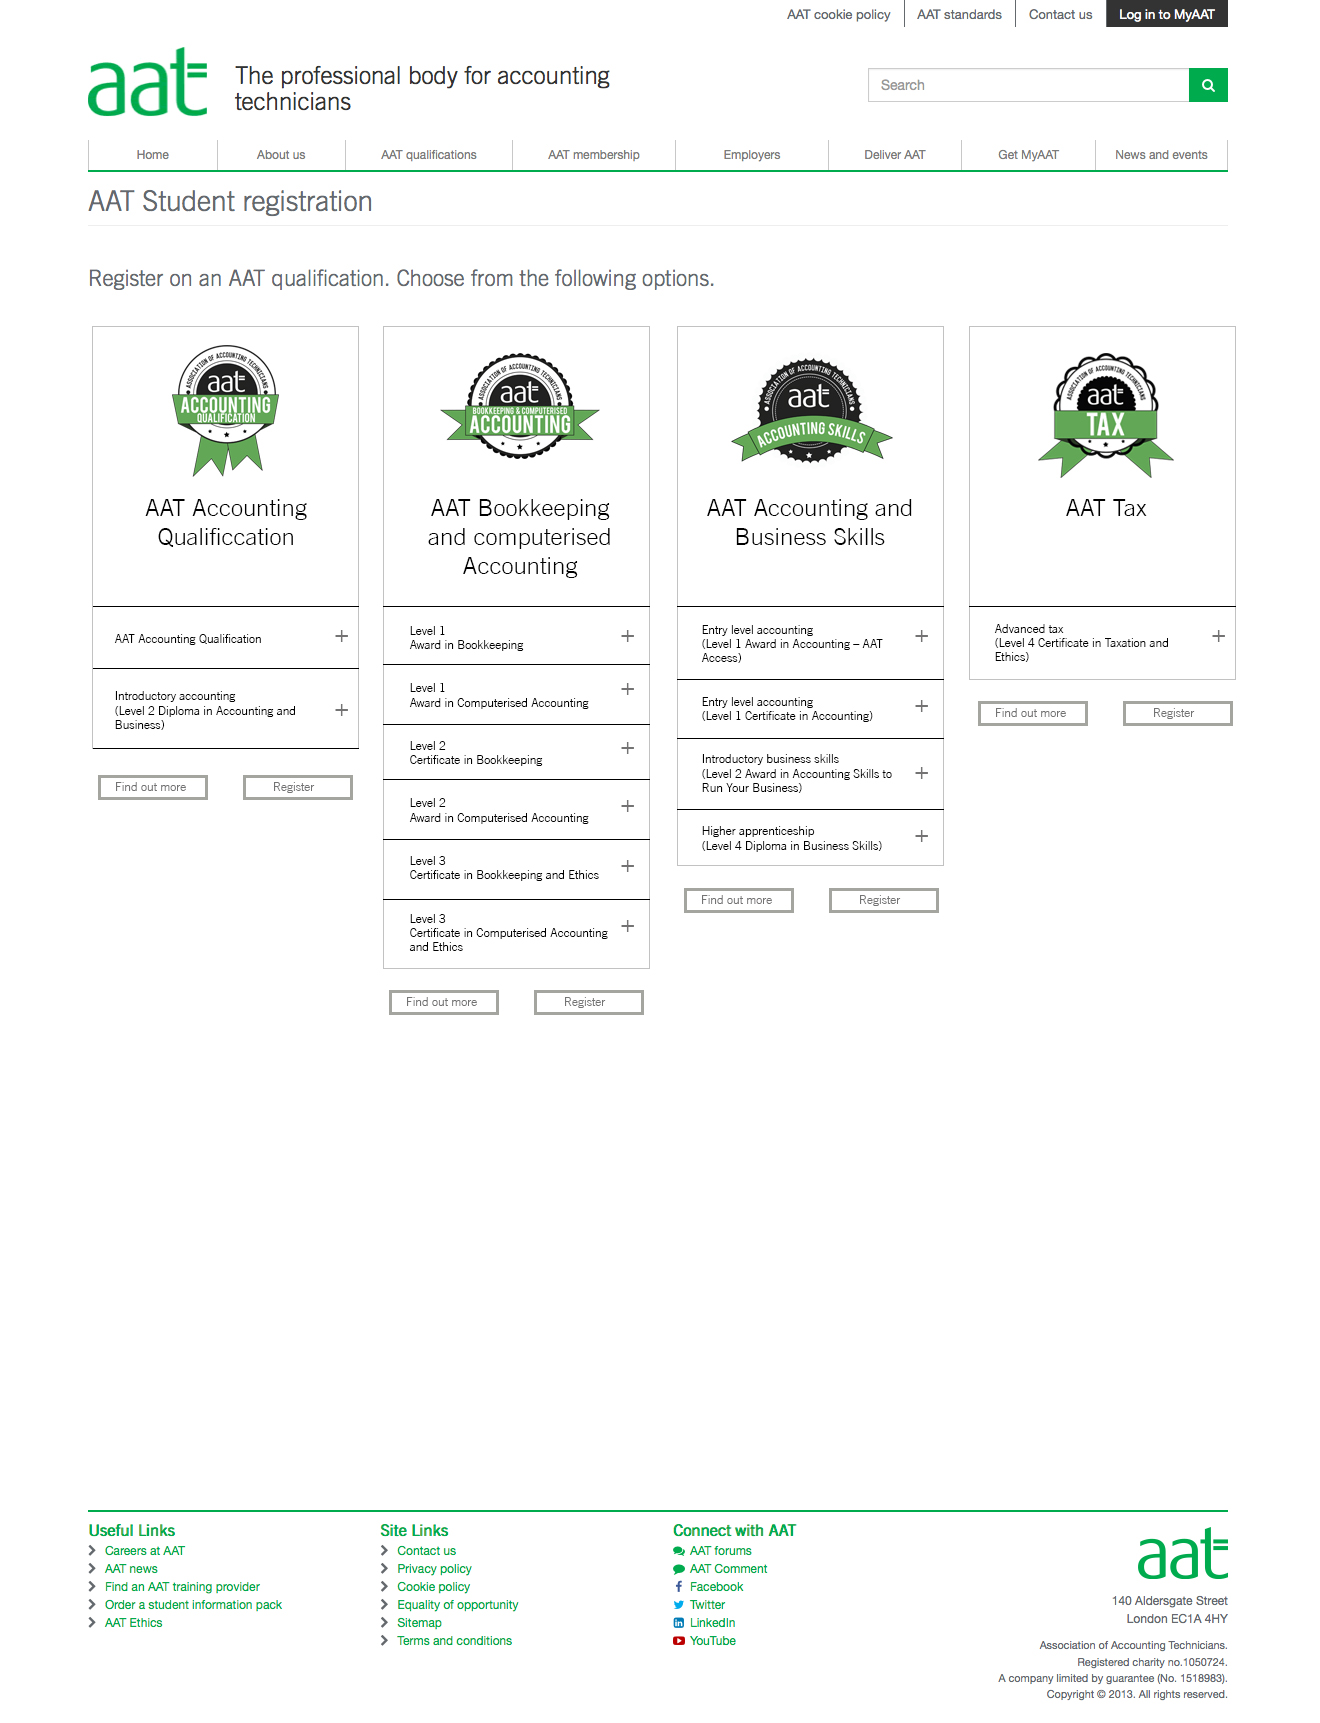 AAT cookie policy
AAT standards
Contact us
Log in to MyAAT
aat
The professional body for accounting
technicians
Search
Home
About us
AAT qualifications
AAT membership
Employers
Deliver AAT
Get MyAAT
News and events
AAT Student registration
Register on an AAT qualification. Choose from the following options.
ASSOCIATION OF ACCOUNTING TECHNICIANS
aat
ACCOUNTING
QUALIFICATION
AAT Accounting
Qualificcation
AAT Accounting Qualification
Introductory accounting
(Level 2 Diploma in Accounting and
Business)
Find out more
Register
ASSOCIATION OF ACCOUNTING TECHNICIANS
aat
BOOKKEEPING & COMPUTERISED
ACCOUNTING
AAT Bookkeeping
and computerised
Accounting
Level 1
Award in Bookkeeping
Level 1
Award in Computerised Accounting
Level 2
Certificate in Bookkeeping
Level 2
Award in Computerised Accounting
Level 3
Certificate in Bookkeeping and Ethics
Level 3
Certificate in Computerised Accounting
and Ethics
Find out more
Register
ASSOCIATION OF ACCOUNTING TECHNICIANS
aat
ACCOUNTING SKILLS
AAT Accounting and
Business Skills
Entry level accounting
(Level 1 Award in Accounting – AAT
Access)
Entry level accounting
(Level 1 Certificate in Accounting)
Introductory business skills
(Level 2 Award in Accounting Skills to
Run Your Business)
Higher apprenticeship
(Level 4 Diploma in Business Skills)
Find out more
Register
ASSOCIATION OF ACCOUNTING TECHNICIANS
aat
TAX
AAT Tax
Advanced tax
(Level 4 Certificate in Taxation and
Ethics)
Find out more
Register
Useful Links
Careers at AAT
AAT news
Find an AAT training provider
Order a student information pack
AAT Ethics
Site Links
Contact us
Privacy policy
Cookie policy
Equality of opportunity
Sitemap
Terms and conditions
Connect with AAT
AAT forums
AAT Comment
Facebook
Twitter
LinkedIn
YouTube
aat
140 Aldersgate Street
London EC1A 4HY
Association of Accounting Technicians.
Registered charity no.1050724.
A company limited by guarantee (No. 1518983).
Copyright © 2013. All rights reserved.